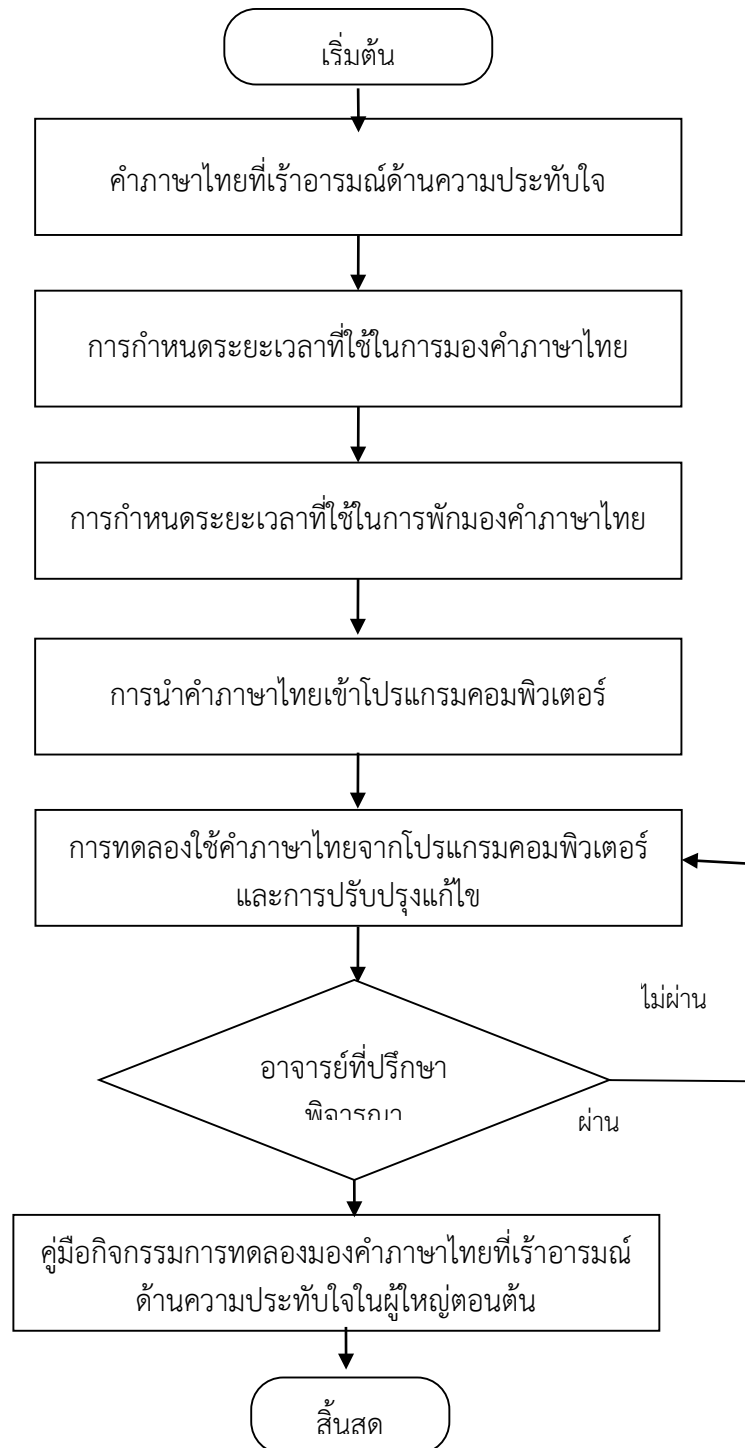 เริ่มต้น
คำภาษาไทยที่เร้าอารมณ์ด้านความประทับใจ
การกำหนดระยะเวลาที่ใช้ในการมองคำภาษาไทย
การกำหนดระยะเวลาที่ใช้ในการพักมองคำภาษาไทย
การนำคำภาษาไทยเข้าโปรแกรมคอมพิวเตอร์
การทดลองใช้คำภาษาไทยจากโปรแกรมคอมพิวเตอร์
และการปรับปรุงแก้ไข
ไม่ผ่าน
อาจารย์ที่ปรึกษา
พิจารณา
ผ่าน
คู่มือกิจกรรมการทดลองมองคำภาษาไทยที่เร้าอารมณ์
ด้านความประทับใจในผู้ใหญ่ตอนต้น
สิ้นสุด